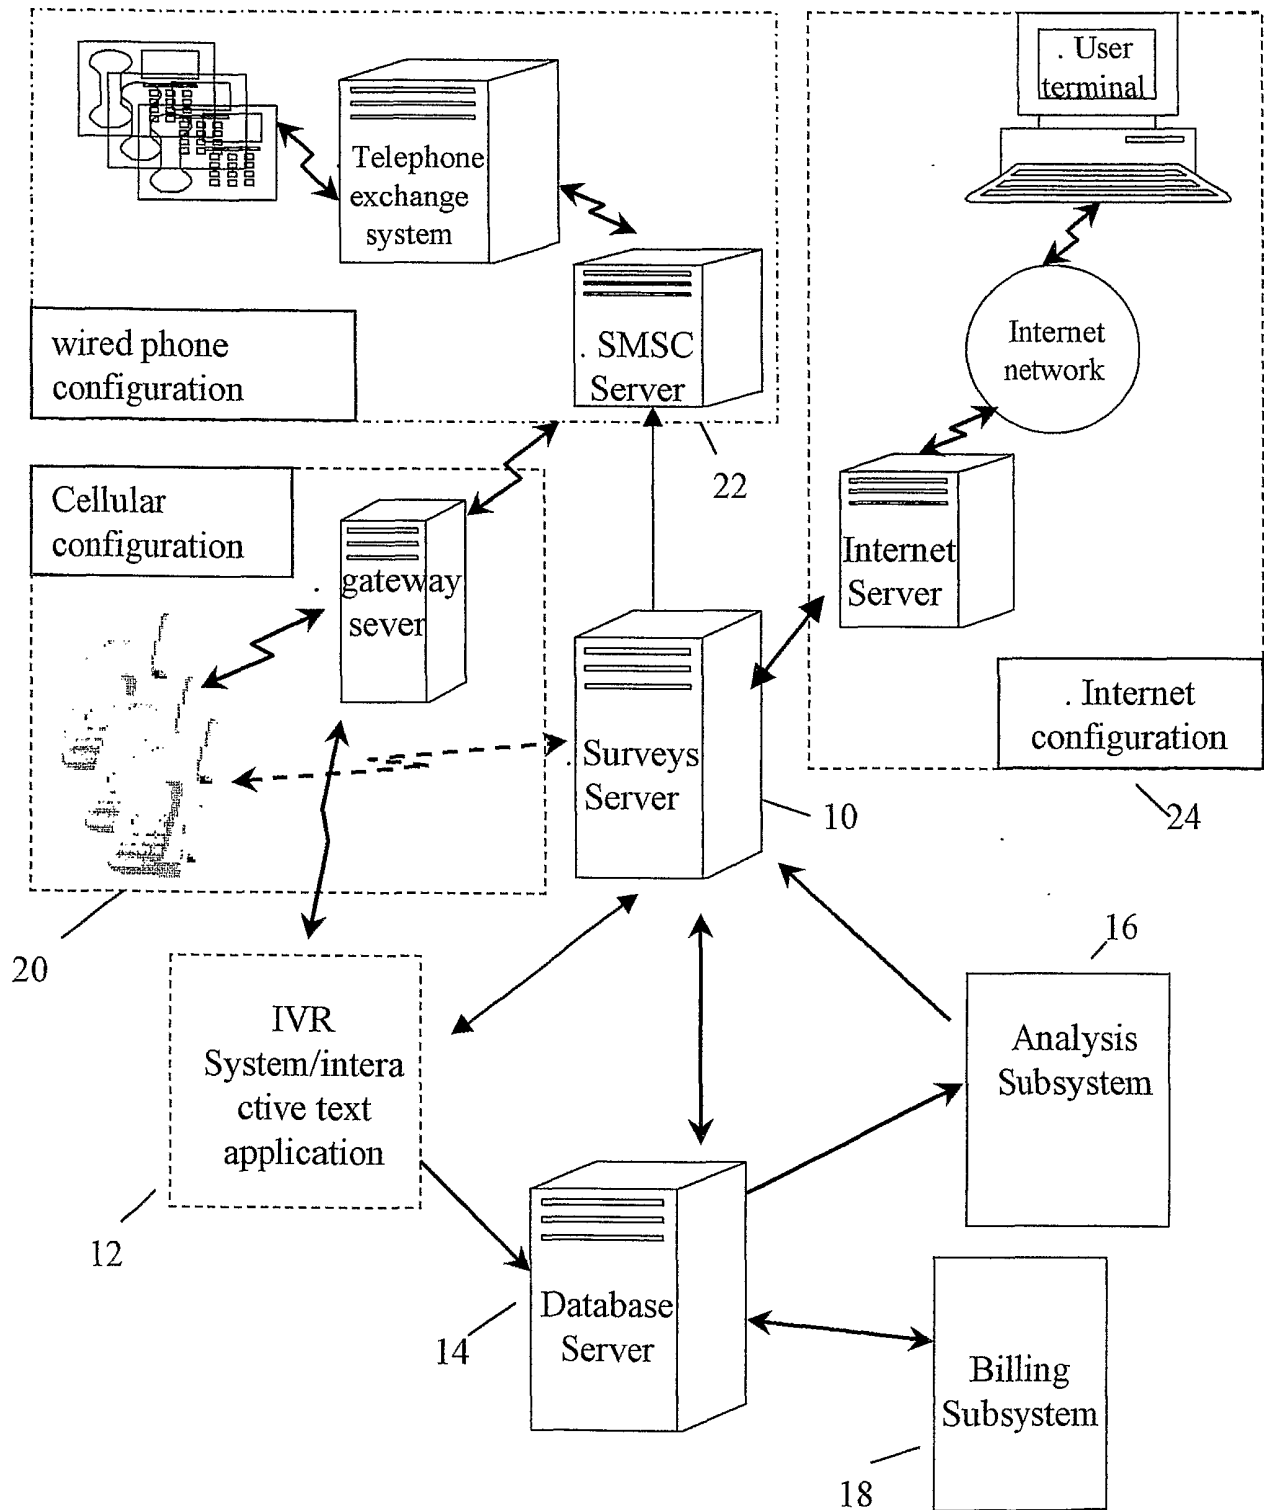 . User
terminal
Telephone
exchange
system
Internet
network
. SMSC
Server
wired phone
configuration
22
Cellular
configuration
. gateway
sever
Internet
Server
. Internet
configuration
24
. Surveys
Server
10
20
16
IVR
System/intera
ctive text
application
Analysis
Subsystem
12
Database
Server
14
Billing
Subsystem
18